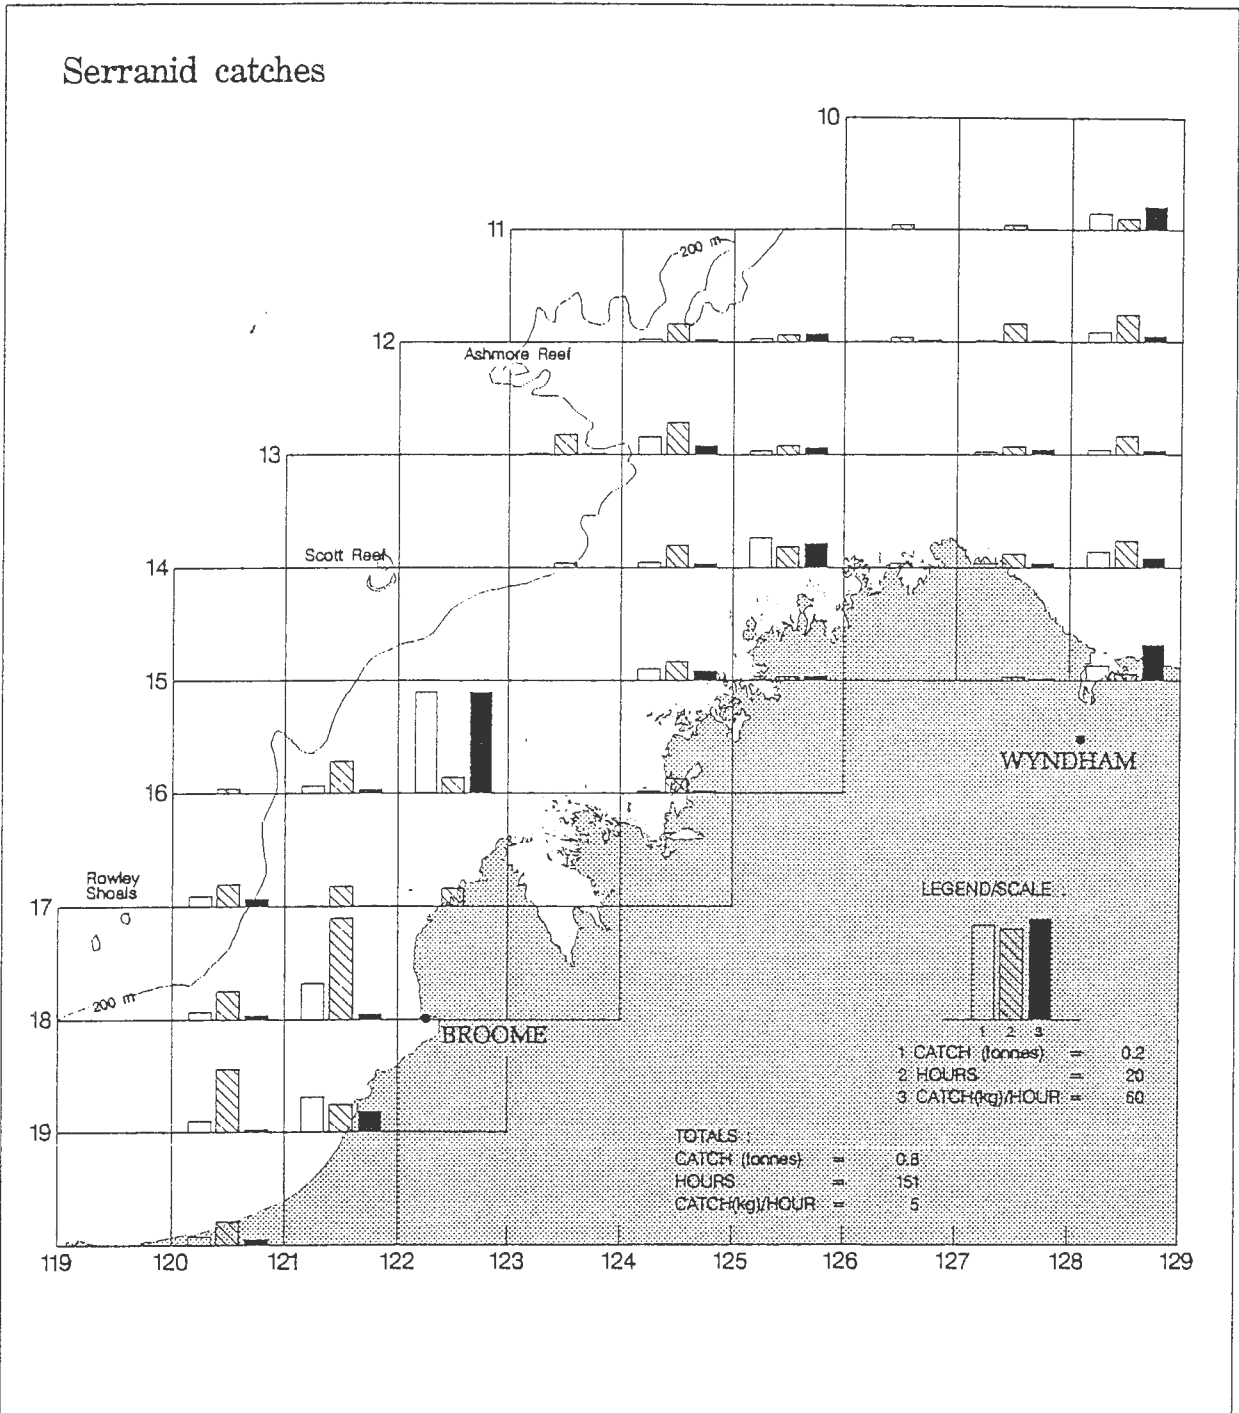 Serranid catches
10
11
200 m
12
Ashmore Reef
13
Scott Reef
14
15
WYNDHAM
16
Rowley
Shoals
LEGEND/SCALE
17
200 m
18
BROOME
1 2 3
1 CATCH (tonnes) = 0.2
2 HOURS = 20
3 CATCH(kg)/HOUR = 60
19
TOTALS
CATCH (tonnes) = 0.8
HOURS = 151
CATCH(kg)/HOUR = 5
119 120 121 122 123 124 125 126 127 128 129